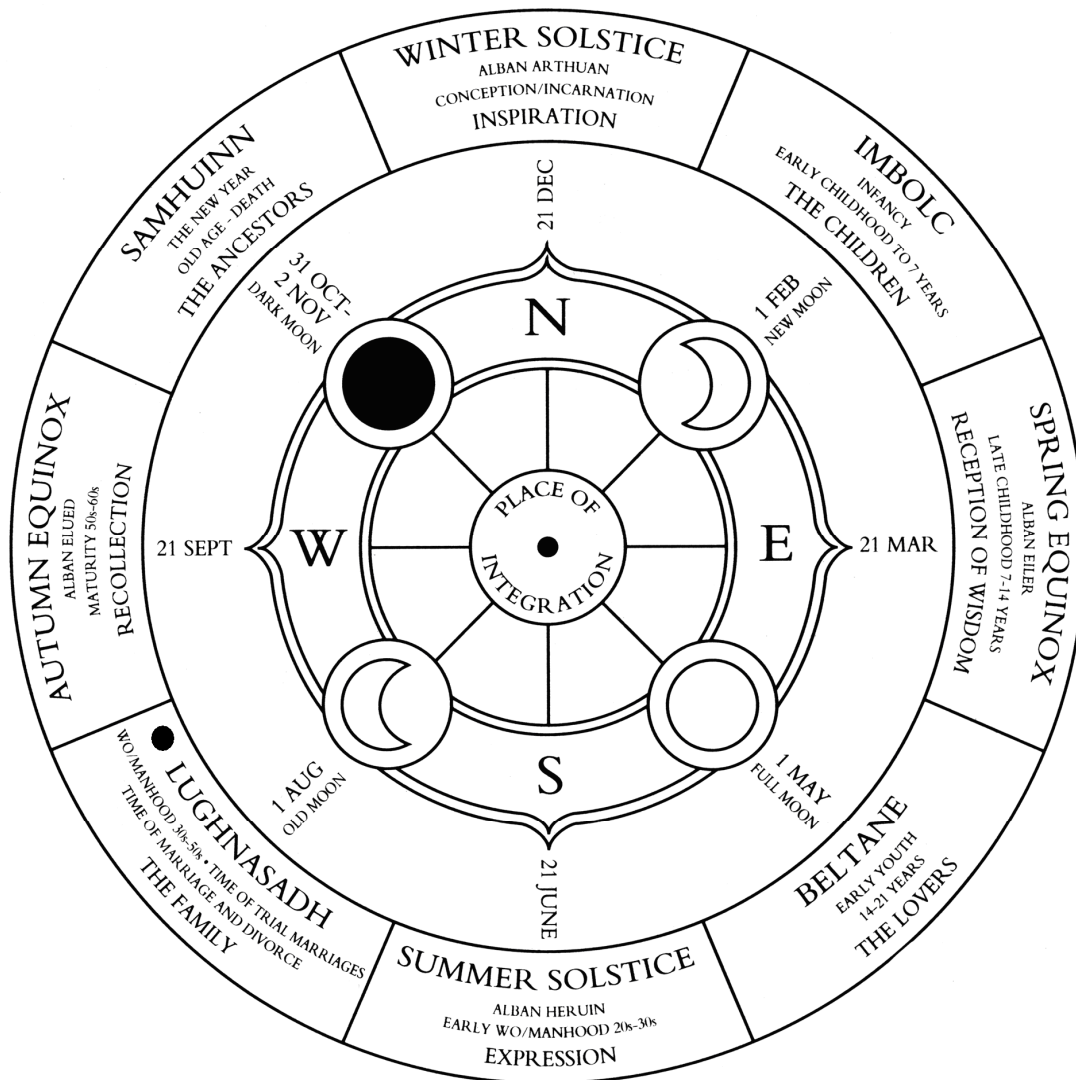 WINTER SOLSTICE
ALBAN ARTHUAN
CONCEPTION/INCARNATION
INSPIRATION
21 DEC
IMBOLC
INFANCY
EARLY CHILDHOOD TO 7 YEARS
THE CHILDREN
1 FEB
NEW MOON
SPRING EQUINOX
ALBAN EILER
LATE CHILDHOOD 7-14 YEARS
RECEPTION OF WISDOM
21 MAR
BELTANE
EARLY YOUTH
14-21 YEARS
THE LOVERS
1 MAY
FULL MOON
SUMMER SOLSTICE
ALBAN HERUIN
EARLY WO/MANHOOD 20s-30s
EXPRESSION
21 JUNE
LUGHNASADH
WO/MANHOOD 30s-50s • TIME OF TRIAL MARRIAGES
TIME OF MARRIAGE AND DIVORCE
THE FAMILY
1 AUG
OLD MOON
AUTUMN EQUINOX
ALBAN ELUED
MATURITY 50s-60s
RECOLLECTION
21 SEPT
SAMHUINN
THE NEW YEAR
OLD AGE - DEATH
THE ANCESTORS
31 OCT-
2 NOV
DARK MOON
N
E
S
W
PLACE OF
INTEGRATION